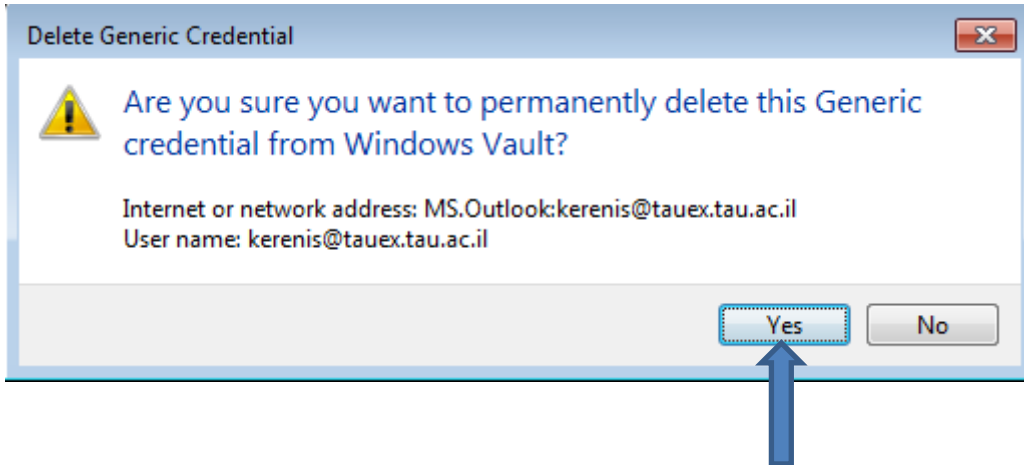 Delete Generic Credential
Are you sure you want to permanently delete this Generic
credential from Windows Vault?
Internet or network address: MS.Outlook:kerenis@tauex.tau.ac.il
User name: kerenis@tauex.tau.ac.il
Yes No